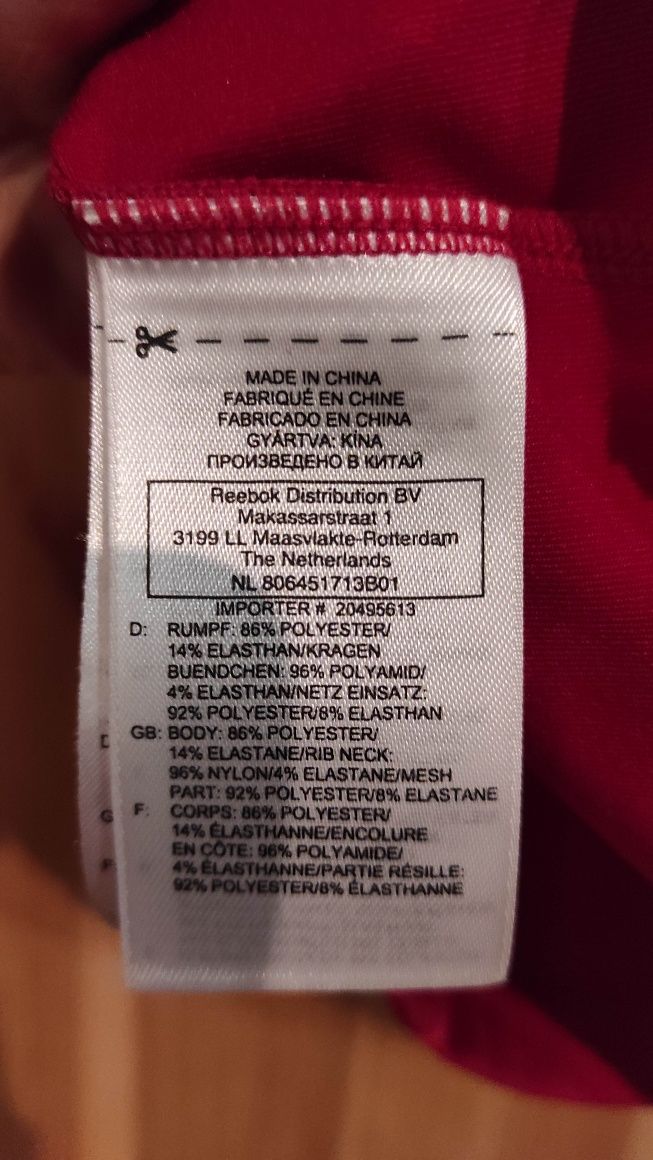 MADE IN CHINA
FABRIQUÉ EN CHINE
FABRICADO EN CHINA
GYÁRTVA: KÍNA
ПРОИЗВЕДЕНО В КИТАЙ
Reebok Distribution BV
Makassarstraat 1
3199 LL Maasvlakte-Rotterdam
The Netherlands
NL 806451713B01
IMPORTER # 20495613
D: RUMPF: 86% POLYESTER/
14% ELASTHAN/KRAGEN
BUENDCHEN: 96% POLYAMID/
4% ELASTHAN/NETZ EINSATZ:
92% POLYESTER/8% ELASTHAN
GB: BODY: 86% POLYESTER/
14% ELASTANE/RIB NECK:
96% NYLON/4% ELASTANE/MESH
PART: 92% POLYESTER/8% ELASTANE
F: CORPS: 86% POLYESTER/
14% ÉLASTHANNE/ENCOLURE
EN CÔTE: 96% POLYAMIDE/
4% ÉLASTHANNE/PARTIE RÉSILLE:
92% POLYESTER/8% ÉLASTHANNE